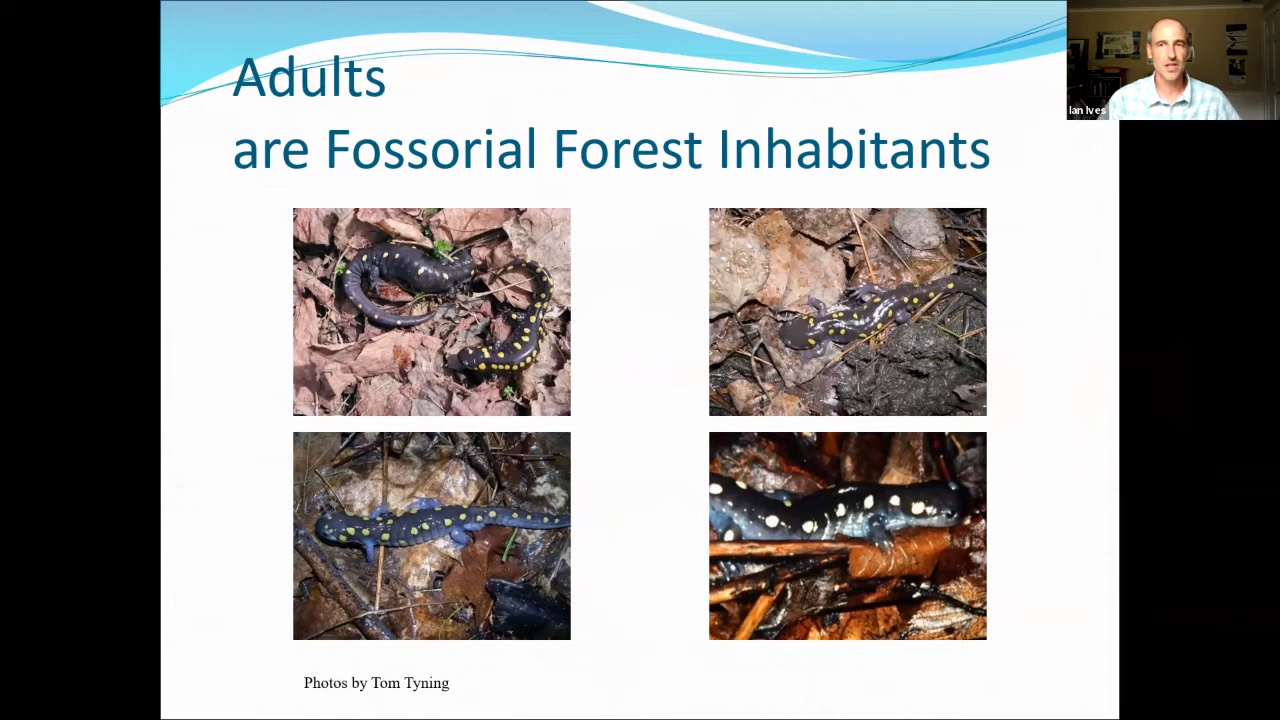 Adults
are Fossorial Forest Inhabitants
Ian Ives
Photos by Tom Tyning